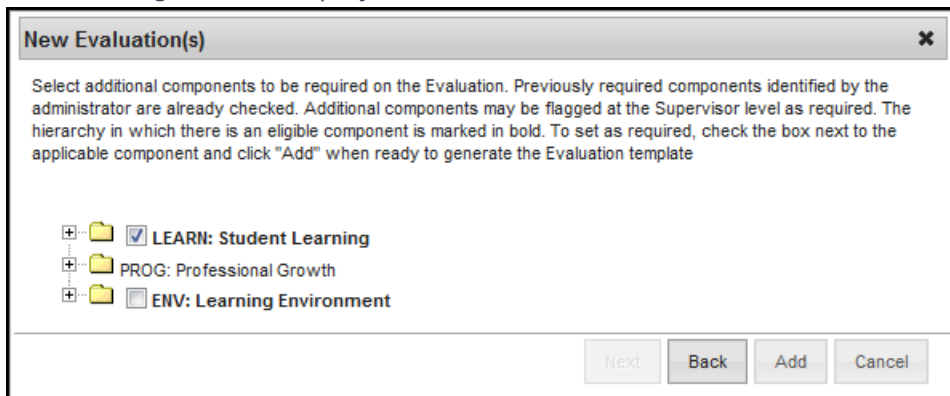 New Evaluation(s)
Select additional components to be required on the Evaluation. Previously required components identified by the
administrator are already checked. Additional components may be flagged at the Supervisor level as required. The
hierarchy in which there is an eligible component is marked in bold. To set as required, check the box next to the
applicable component and click "Add" when ready to generate the Evaluation template
LEARN: Student Learning
PROG: Professional Growth
ENV: Learning Environment
Next Back Add Cancel